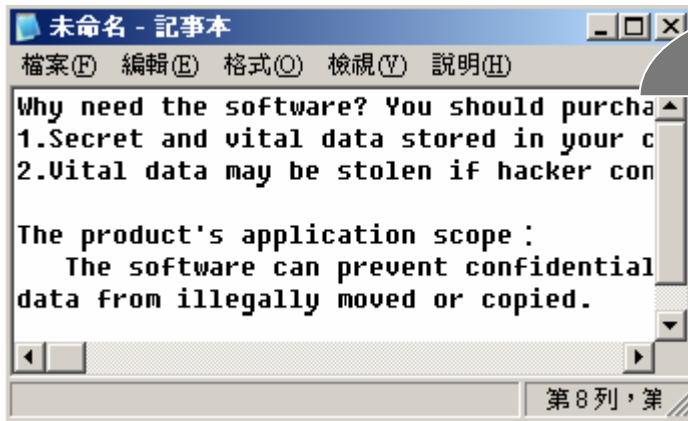 未命名 - 記事本
檔案(F) 編輯(E) 格式(O) 檢視(V) 說明(H)
Why need the software? You should purcha
1.Secret and vital data stored in your c
2.Vital data may be stolen if hacker con
The product's application scope：
The software can prevent confidential
data from illegally moved or copied.
第 8 列，第